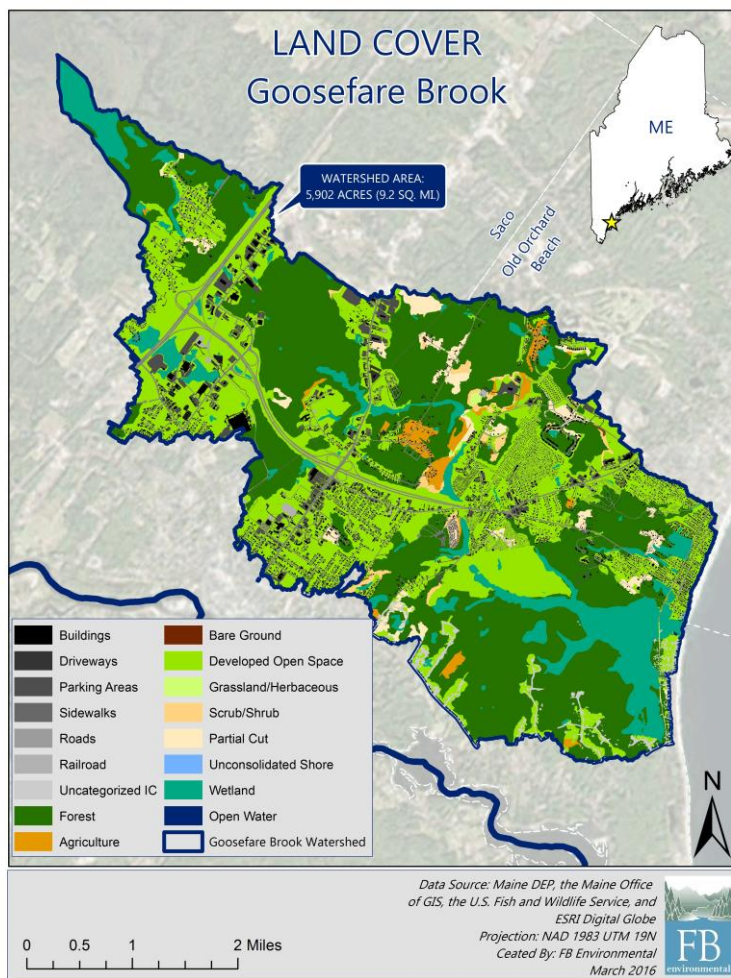 LAND COVER
Goosefare Brook
ME
WATERSHED AREA:
5,902 ACRES (9.2 SQ. MI.)
Saco
Old Orchard
Beach
Buildings
Driveways
Parking Areas
Sidewalks
Roads
Railroad
Uncategorized IC
Forest
Agriculture
Bare Ground
Developed Open Space
Grassland/Herbaceous
Scrub/Shrub
Partial Cut
Unconsolidated Shore
Wetland
Open Water
Goosefare Brook Watershed
N
0 0.5 1 2 Miles
Data Source: Maine DEP, the Maine Office
of GIS, the U.S. Fish and Wildlife Service, and
ESRI Digital Globe
Projection: NAD 1983 UTM 19N
Ceated By: FB Environmental
March 2016
FB
environmental